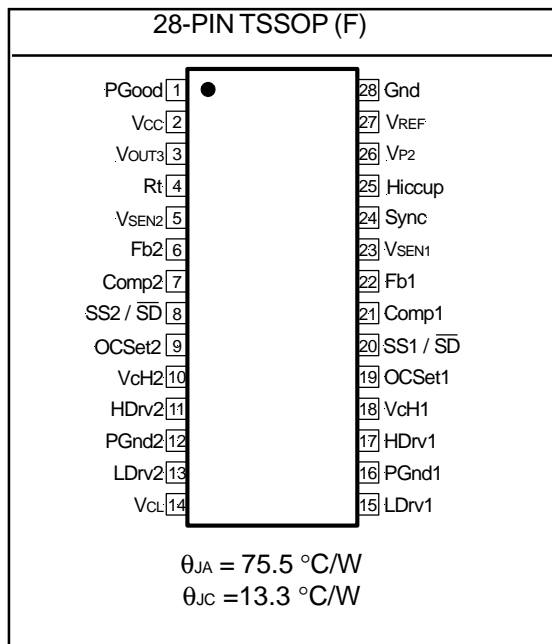 28-PIN TSSOP (F)
PGood 1
28 Gnd
VCC 2
27 VREF
VOUT3 3
26 VP2
Rt 4
25 Hiccup
VSEN2 5
24 Sync
Fb2 6
23 VSEN1
Comp2 7
22 Fb1
SS2 / SD 8
21 Comp1
OCSet2 9
20 SS1 / SD
VcH2 10
19 OCSet1
HDrv2 11
18 VcH1
PGnd2 12
17 HDrv1
LDrv2 13
16 PGnd1
VCL 14
15 LDrv1
θJA = 75.5 °C/W
θJC =13.3 °C/W